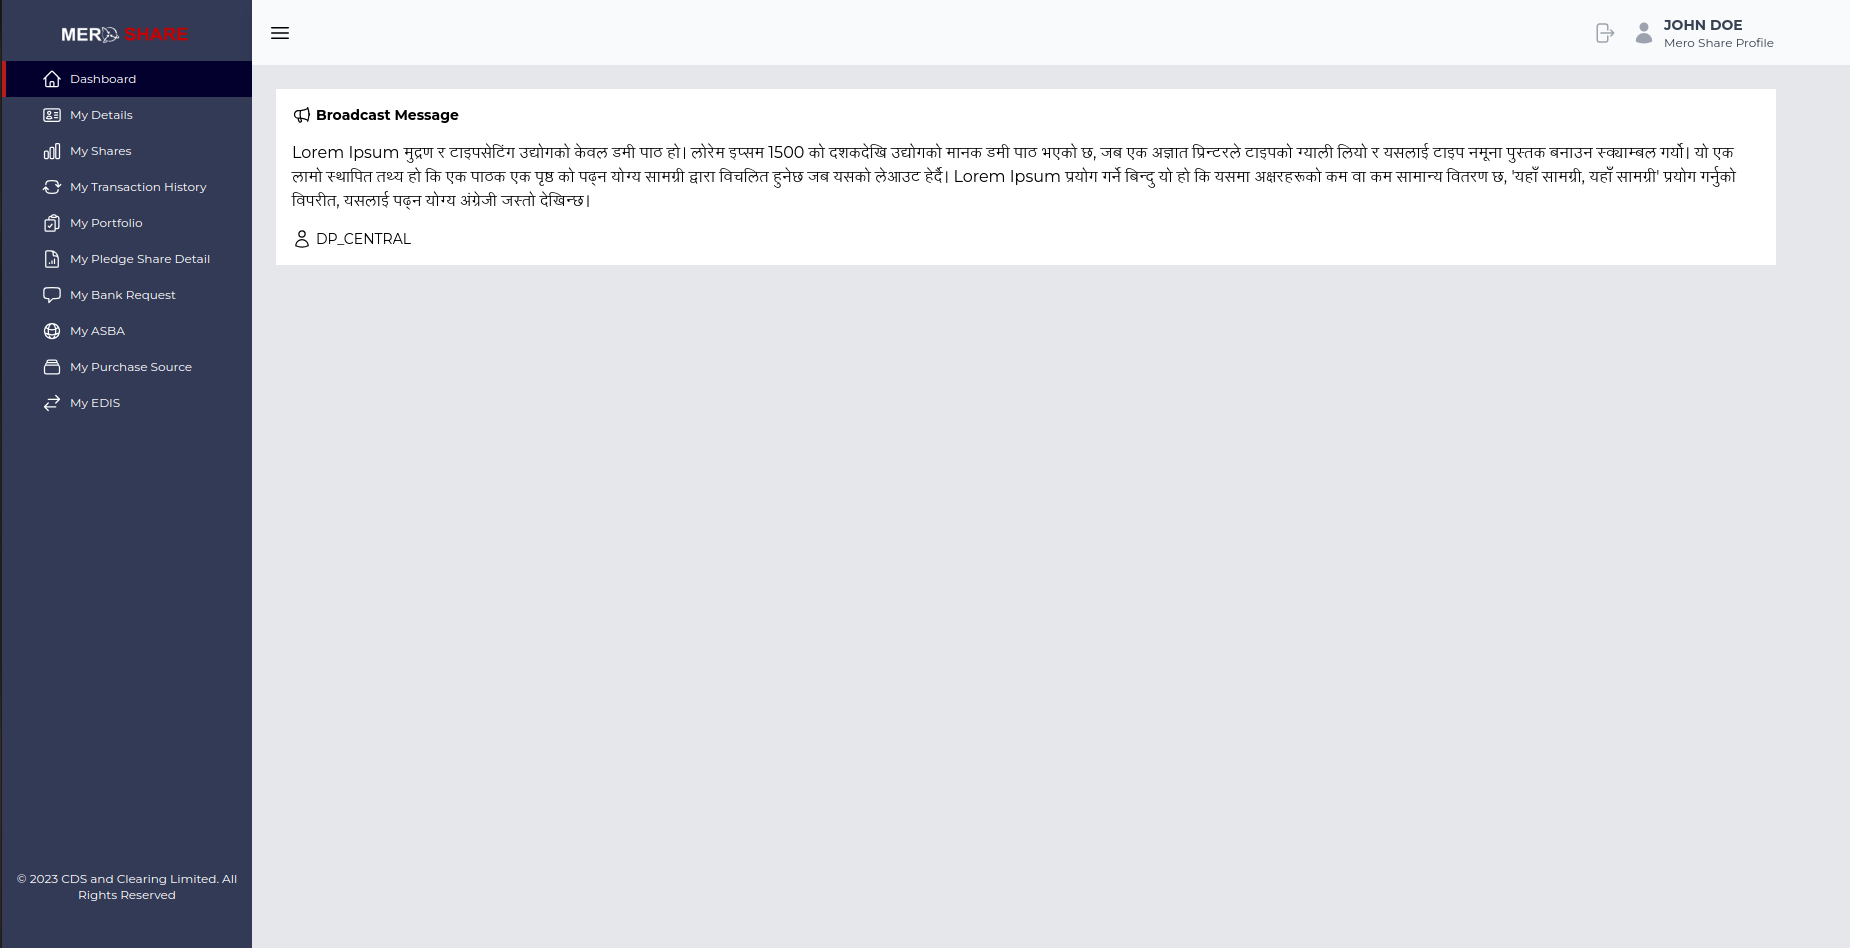 MERO SHARE
JOHN DOE
Mero Share Profile
Dashboard
My Details
My Shares
My Transaction History
My Portfolio
My Pledge Share Detail
My Bank Request
My ASBA
My Purchase Source
My EDIS
© 2023 CDS and Clearing Limited. All
Rights Reserved
Broadcast Message
Lorem Ipsum मुद्रण र टाइपसेटिंग उद्योगको केवल डमी पाठ हो। लोरेम इप्सम 1500 को दशकदेखि उद्योगको मानक डमी पाठ भएको छ, जब एक अज्ञात प्रिन्टरले टाइपको ग्याली लियो र यसलाई टाइप नमूना पुस्तक बनाउन स्क्याम्बल गर्यो। यो एक
लामो स्थापित तथ्य हो कि एक पाठक एक पृष्ठ को पढ्न योग्य सामग्री द्वारा विचलित हुनेछ जब यसको लेआउट हेर्दै। Lorem Ipsum प्रयोग गर्ने बिन्दु यो हो कि यसमा अक्षरहरूको कम वा कम सामान्य वितरण छ, 'यहाँ सामग्री, यहाँ सामग्री' प्रयोग गर्नुको
विपरीत, यसलाई पढ्न योग्य अंग्रेजी जस्तो देखिन्छ।
DP_CENTRAL